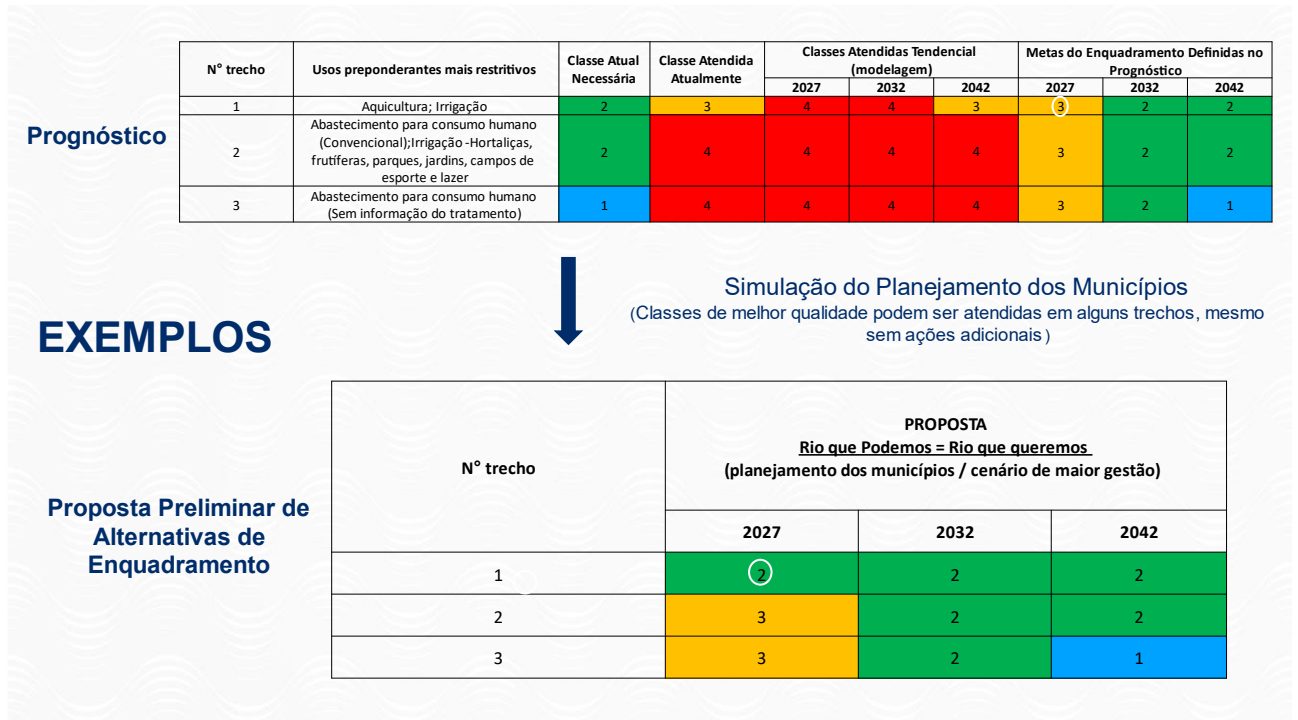 Prognóstico
N° trecho
Usos preponderantes mais restritivos
Classe Atual
Necessária
Classe Atendida
Atualmente
Classes Atendidas Tendencial
(modelagem)
Metas do Enquadramento Definidas no
Prognóstico
2027 2032 2042 2027 2032 2042
1 Aquicultura; Irrigação 2 3 4 4 3 3 2 2
2
Abastecimento para consumo humano
(Convencional);Irrigação -Hortaliças,
frutíferas, parques, jardins, campos de
esporte e lazer
2 4 4 4 4 3 2 2
3
Abastecimento para consumo humano
(Sem informação do tratamento)
1 4 4 4 4 3 2 1
EXEMPLOS
Simulação do Planejamento dos Municípios
(Classes de melhor qualidade podem ser atendidas em alguns trechos, mesmo
sem ações adicionais)
Proposta Preliminar de
Alternativas de
Enquadramento
N° trecho
PROPOSTA
Rio que Podemos = Rio que queremos
(planejamento dos municípios / cenário de maior gestão)
2027 2032 2042
1 2 2 2
2 3 2 2
3 3 2 1